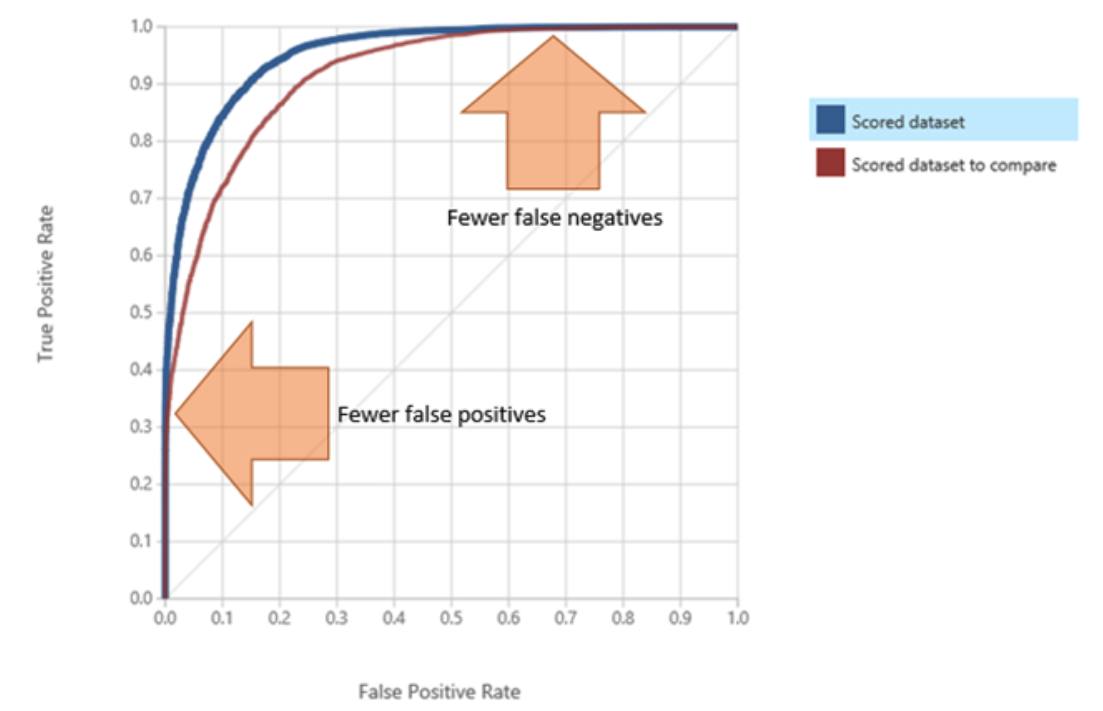 1.0
0.9
0.8
0.7
0.6
0.5
0.4
0.3
0.2
0.1
0.0
True Positive Rate
Fewer false negatives
Fewer false positives
0.0 0.1 0.2 0.3 0.4 0.5 0.6 0.7 0.8 0.9 1.0
False Positive Rate
Scored dataset
Scored dataset to compare